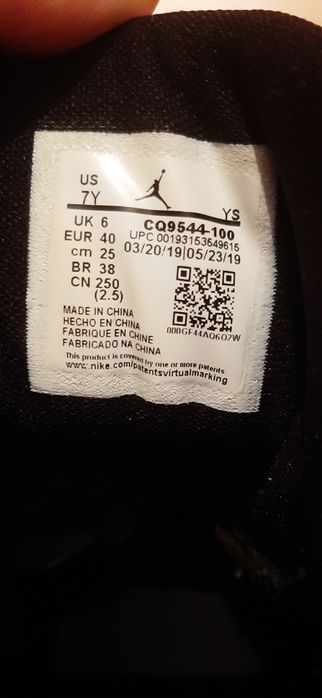 US
7Y YS
UK 6 CQ9544-100
EUR 40 UPC 00193153649616
cm 25 03/20/19|05/23/19
BR 38
CN 250
(2.5)
000GF44AQ6Q2W
MADE IN CHINA
HECHO EN CHINA
FABRIQUE EN CHINE
FABRICADO NA CHINA
This product is covered by one or more patents
www.nike.com/patentsvirtualmarking